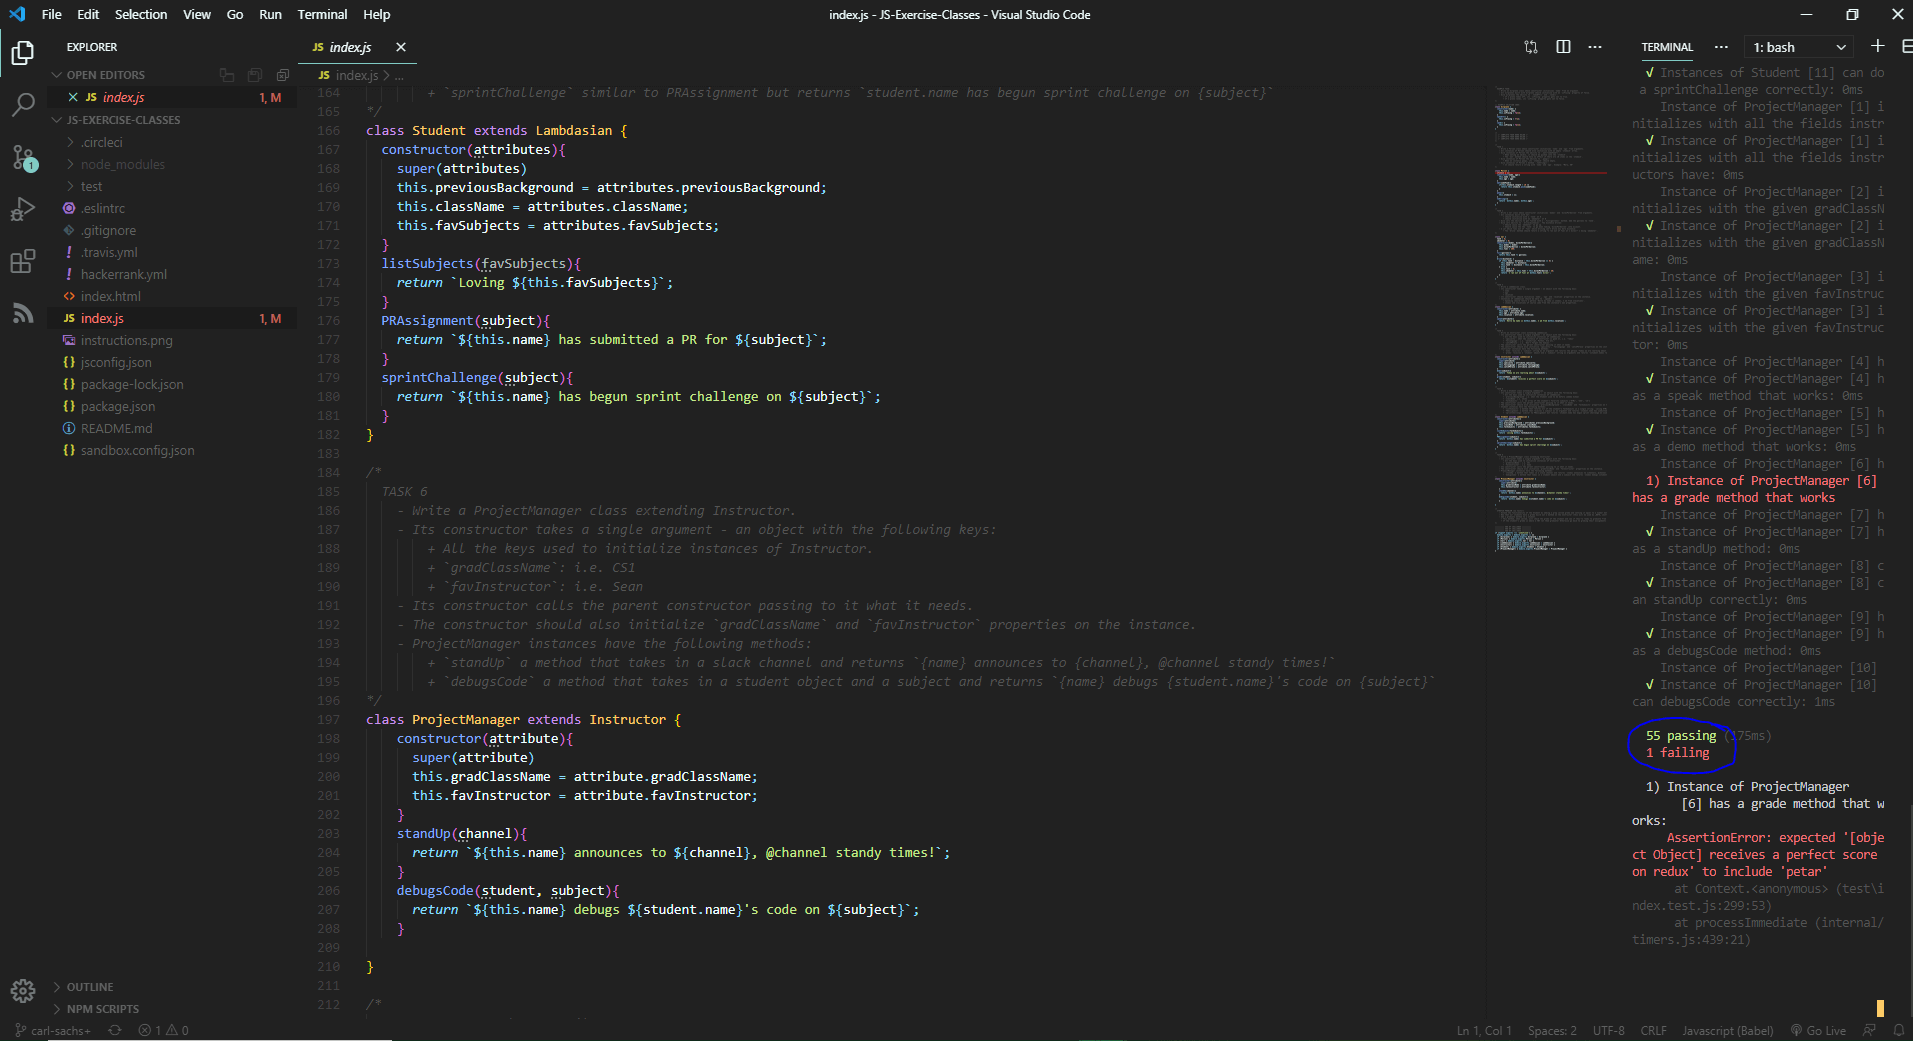 File Edit Selection View Go Run Terminal Help
index.js - JS-Exercise-Classes - Visual Studio Code
EXPLORER
OPEN EDITORS
JS index.js 1, M
JS-EXERCISE-CLASSES
.circleci
node_modules
test
.eslintrc
.gitignore
! .travis.yml
! hackerrank.yml
<> index.html
JS index.js 1, M
instructions.png
{} jsconfig.json
{} package-lock.json
{} package.json
README.md
{} sandbox.config.json
OUTLINE
NPM SCRIPTS
1
JS index.js
JS index.js > ...
164 + `sprintChallenge` similar to PRAssignment but returns `student.name has begun sprint challenge on {subject}`
165 */
166 class Student extends Lambdasian {
167 constructor(attributes){
168 super(attributes)
169 this.previousBackground = attributes.previousBackground;
170 this.className = attributes.className;
171 this.favSubjects = attributes.favSubjects;
172 }
173 listSubjects(favSubjects){
174 return `Loving ${this.favSubjects}`;
175 }
176 PRAssignment(subject){
177 return `${this.name} has submitted a PR for ${subject}`;
178 }
179 sprintChallenge(subject){
180 return `${this.name} has begun sprint challenge on ${subject}`;
181 }
182 }
183
184 /*
185 TASK 6
186 - Write a ProjectManager class extending Instructor.
187 - Its constructor takes a single argument - an object with the following keys:
188 + All the keys used to initialize instances of Instructor.
189 + `gradClassName`: i.e. CS1
190 + `favInstructor`: i.e. Sean
191 - Its constructor calls the parent constructor passing to it what it needs.
192 - The constructor should also initialize `gradClassName` and `favInstructor` properties on the instance.
193 - ProjectManager instances have the following methods:
194 + `standUp` a method that takes in a slack channel and returns `{name} announces to {channel}, @channel standy times!`
195 + `debugsCode` a method that takes in a student object and a subject and returns `{name} debugs {student.name}'s code on {subject}`
196 */
197 class ProjectManager extends Instructor {
198 constructor(attribute){
199 super(attribute)
200 this.gradClassName = attribute.gradClassName;
201 this.favInstructor = attribute.favInstructor;
202 }
203 standUp(channel){
204 return `${this.name} announces to ${channel}, @channel standy times!`;
205 }
206 debugsCode(student, subject){
207 return `${this.name} debugs ${student.name}'s code on ${subject}`;
208 }
209
210 }
211
212 /*
TERMINAL ... 1: bash
√ Instances of Student [11] can do
a sprintChallenge correctly: 0ms
Instance of ProjectManager [1] i
nitializes with all the fields instr
√ Instance of ProjectManager [1] i
nitializes with all the fields instr
uctors have: 0ms
Instance of ProjectManager [2] i
nitializes with the given gradClassN
√ Instance of ProjectManager [2] i
nitializes with the given gradClassN
ame: 0ms
Instance of ProjectManager [3] i
nitializes with the given favInstruc
√ Instance of ProjectManager [3] i
nitializes with the given favInstruc
tor: 0ms
Instance of ProjectManager [4] h
√ Instance of ProjectManager [4] h
as a speak method that works: 0ms
Instance of ProjectManager [5] h
√ Instance of ProjectManager [5] h
as a demo method that works: 0ms
Instance of ProjectManager [6] h
1) Instance of ProjectManager [6]
has a grade method that works
Instance of ProjectManager [7] h
√ Instance of ProjectManager [7] h
as a standUp method: 0ms
Instance of ProjectManager [8] c
√ Instance of ProjectManager [8] c
an standUp correctly: 0ms
Instance of ProjectManager [9] h
√ Instance of ProjectManager [9] h
as a debugsCode method: 0ms
Instance of ProjectManager [10]
√ Instance of ProjectManager [10]
can debugsCode correctly: 1ms
55 passing (175ms)
1 failing
1) Instance of ProjectManager
[6] has a grade method that w
orks:
AssertionError: expected '[obje
ct Object] receives a perfect score
on redux' to include 'petar'
at Context.<anonymous> (test\i
ndex.test.js:299:53)
at processImmediate (internal/
timers.js:439:21)
carl-sachs+ 1 0
Ln 1, Col 1 Spaces: 2 UTF-8 CRLF Javascript (Babel) Go Live